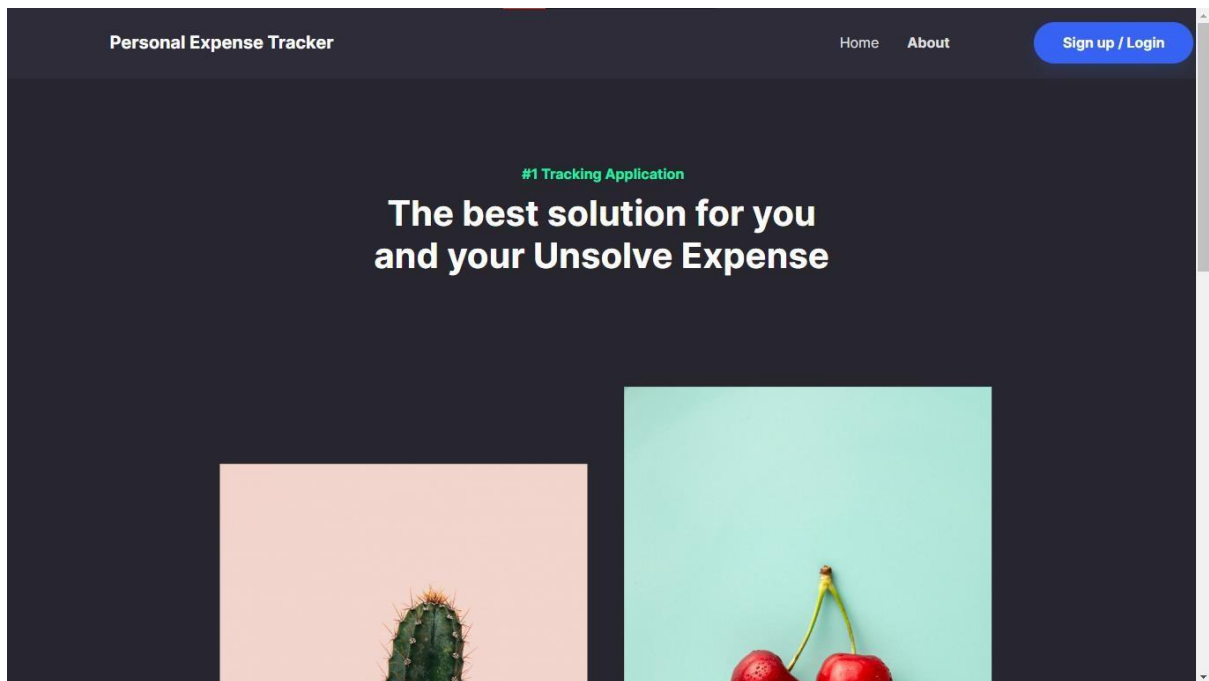 Personal Expense Tracker
Home
About
Sign up / Login
#1 Tracking Application
The best solution for you
and your Unsolve Expense